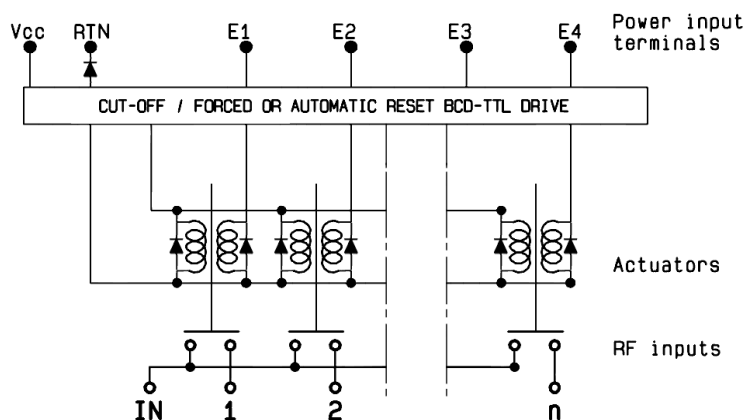 Vcc RTN E1 E2 E3 E4 Power input
terminals
CUT-OFF / FORCED OR AUTOMATIC RESET BCD-TTL DRIVE
Actuators
RF inputs
IN 1 2 n